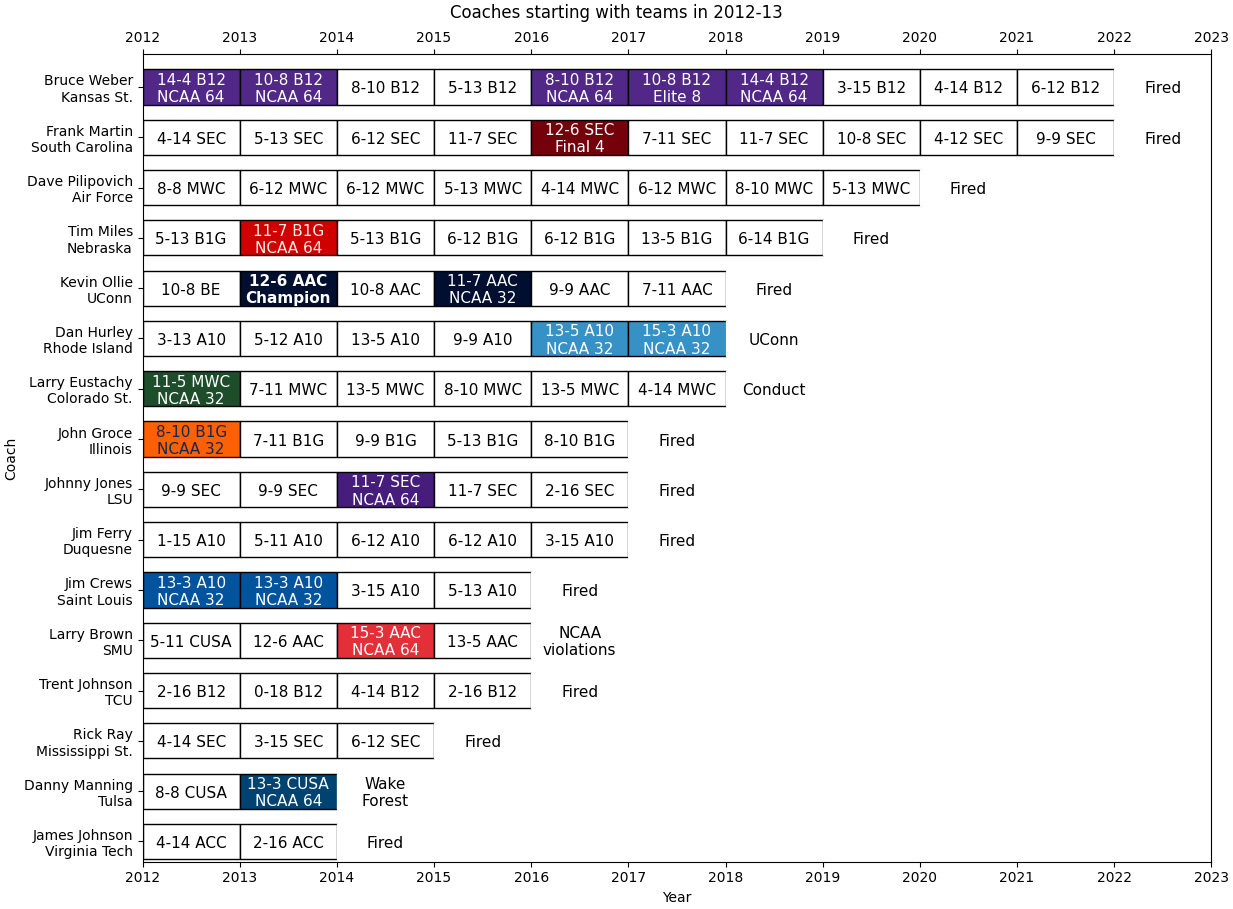 Coaches starting with teams in 2012-13
2012 2013 2014 2015 2016 2017 2018 2019 2020 2021 2022 2023
Coach
Bruce Weber
Kansas St.
14-4 B12
NCAA 64
10-8 B12
NCAA 64
8-10 B12
5-13 B12
8-10 B12
NCAA 64
10-8 B12
Elite 8
14-4 B12
NCAA 64
3-15 B12
4-14 B12
6-12 B12
Fired
Frank Martin
South Carolina
4-14 SEC
5-13 SEC
6-12 SEC
11-7 SEC
12-6 SEC
Final 4
7-11 SEC
11-7 SEC
10-8 SEC
4-12 SEC
9-9 SEC
Fired
Dave Pilipovich
Air Force
8-8 MWC
6-12 MWC
6-12 MWC
5-13 MWC
4-14 MWC
6-12 MWC
8-10 MWC
5-13 MWC
Fired
Tim Miles
Nebraska
5-13 B1G
11-7 B1G
NCAA 64
5-13 B1G
6-12 B1G
6-12 B1G
13-5 B1G
6-14 B1G
Fired
Kevin Ollie
UConn
10-8 BE
12-6 AAC
Champion
10-8 AAC
11-7 AAC
NCAA 32
9-9 AAC
7-11 AAC
Fired
Dan Hurley
Rhode Island
3-13 A10
5-12 A10
13-5 A10
9-9 A10
13-5 A10
NCAA 32
15-3 A10
NCAA 32
UConn
Larry Eustachy
Colorado St.
11-5 MWC
NCAA 32
7-11 MWC
13-5 MWC
8-10 MWC
13-5 MWC
4-14 MWC
Conduct
John Groce
Illinois
8-10 B1G
NCAA 32
7-11 B1G
9-9 B1G
5-13 B1G
8-10 B1G
Fired
Johnny Jones
LSU
9-9 SEC
9-9 SEC
11-7 SEC
NCAA 64
11-7 SEC
2-16 SEC
Fired
Jim Ferry
Duquesne
1-15 A10
5-11 A10
6-12 A10
6-12 A10
3-15 A10
Fired
Jim Crews
Saint Louis
13-3 A10
NCAA 32
13-3 A10
NCAA 32
3-15 A10
5-13 A10
Fired
Larry Brown
SMU
5-11 CUSA
12-6 AAC
15-3 AAC
NCAA 64
13-5 AAC
NCAA
violations
Trent Johnson
TCU
2-16 B12
0-18 B12
4-14 B12
2-16 B12
Fired
Rick Ray
Mississippi St.
4-14 SEC
3-15 SEC
6-12 SEC
Fired
Danny Manning
Tulsa
8-8 CUSA
13-3 CUSA
NCAA 64
Wake
Forest
James Johnson
Virginia Tech
4-14 ACC
2-16 ACC
Fired
2012 2013 2014 2015 2016 2017 2018 2019 2020 2021 2022 2023
Year